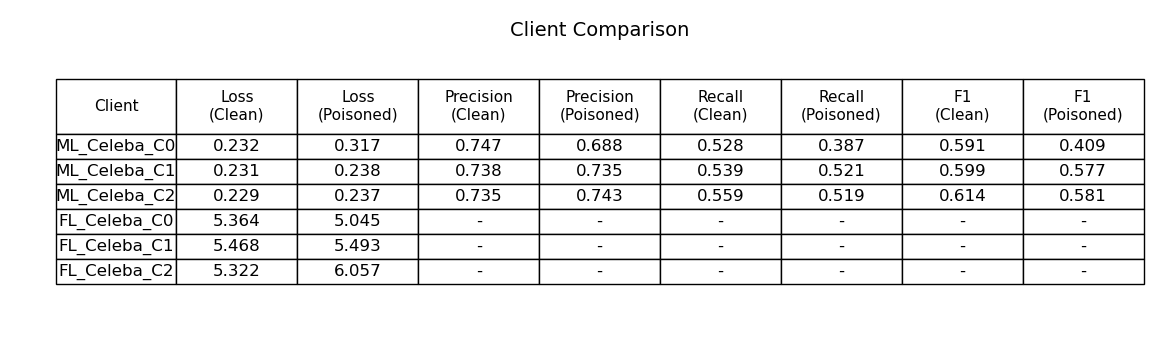 Client Comparison
Client Loss (Clean) Loss (Poisoned) Precision (Clean) Precision (Poisoned) Recall (Clean) Recall (Poisoned) F1 (Clean) F1 (Poisoned)
ML_Celeba_C0 0.232 0.317 0.747 0.688 0.528 0.387 0.591 0.409
ML_Celeba_C1 0.231 0.238 0.738 0.735 0.539 0.521 0.599 0.577
ML_Celeba_C2 0.229 0.237 0.735 0.743 0.559 0.519 0.614 0.581
FL_Celeba_C0 5.364 5.045 - - - - - -
FL_Celeba_C1 5.468 5.493 - - - - - -
FL_Celeba_C2 5.322 6.057 - - - - - -